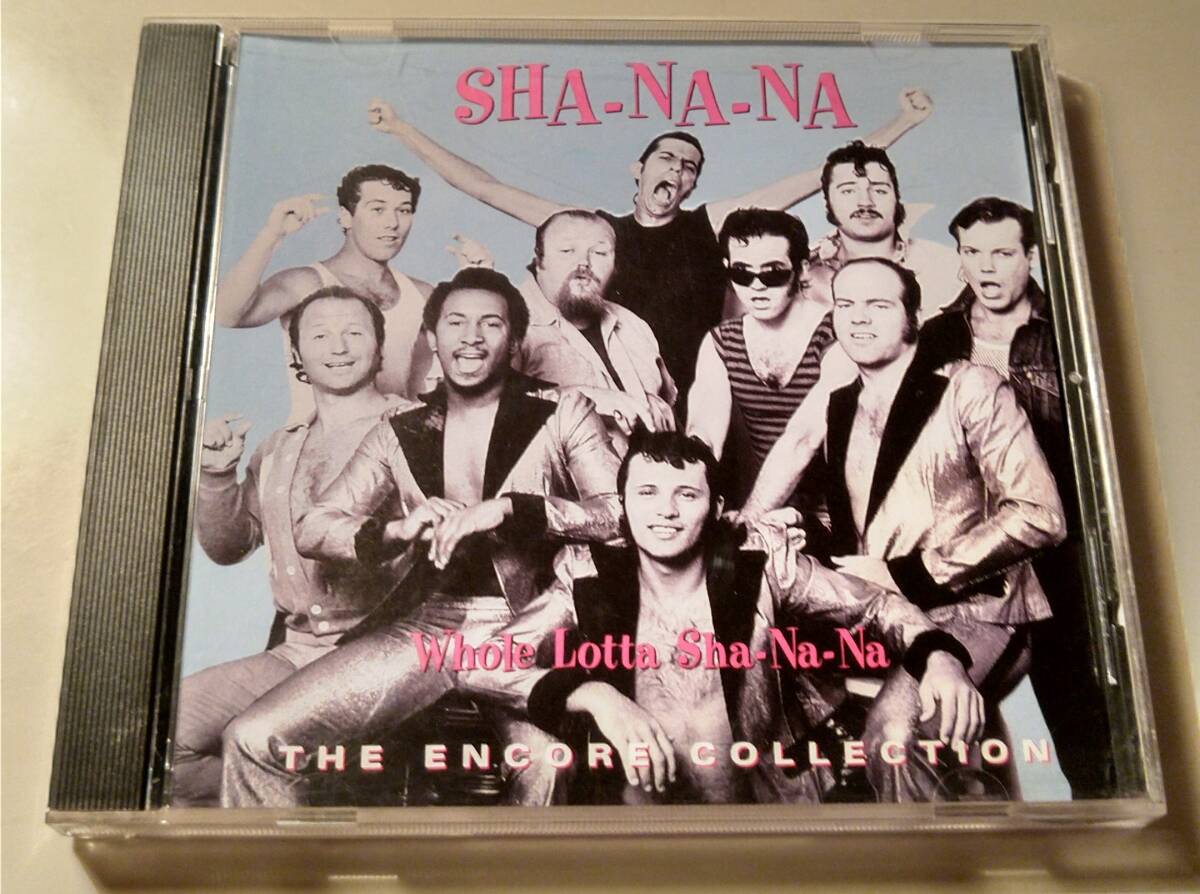 SHA-NA-NA
Whole Lotta Sha-Na-Na
THE ENCORE COLLECTION